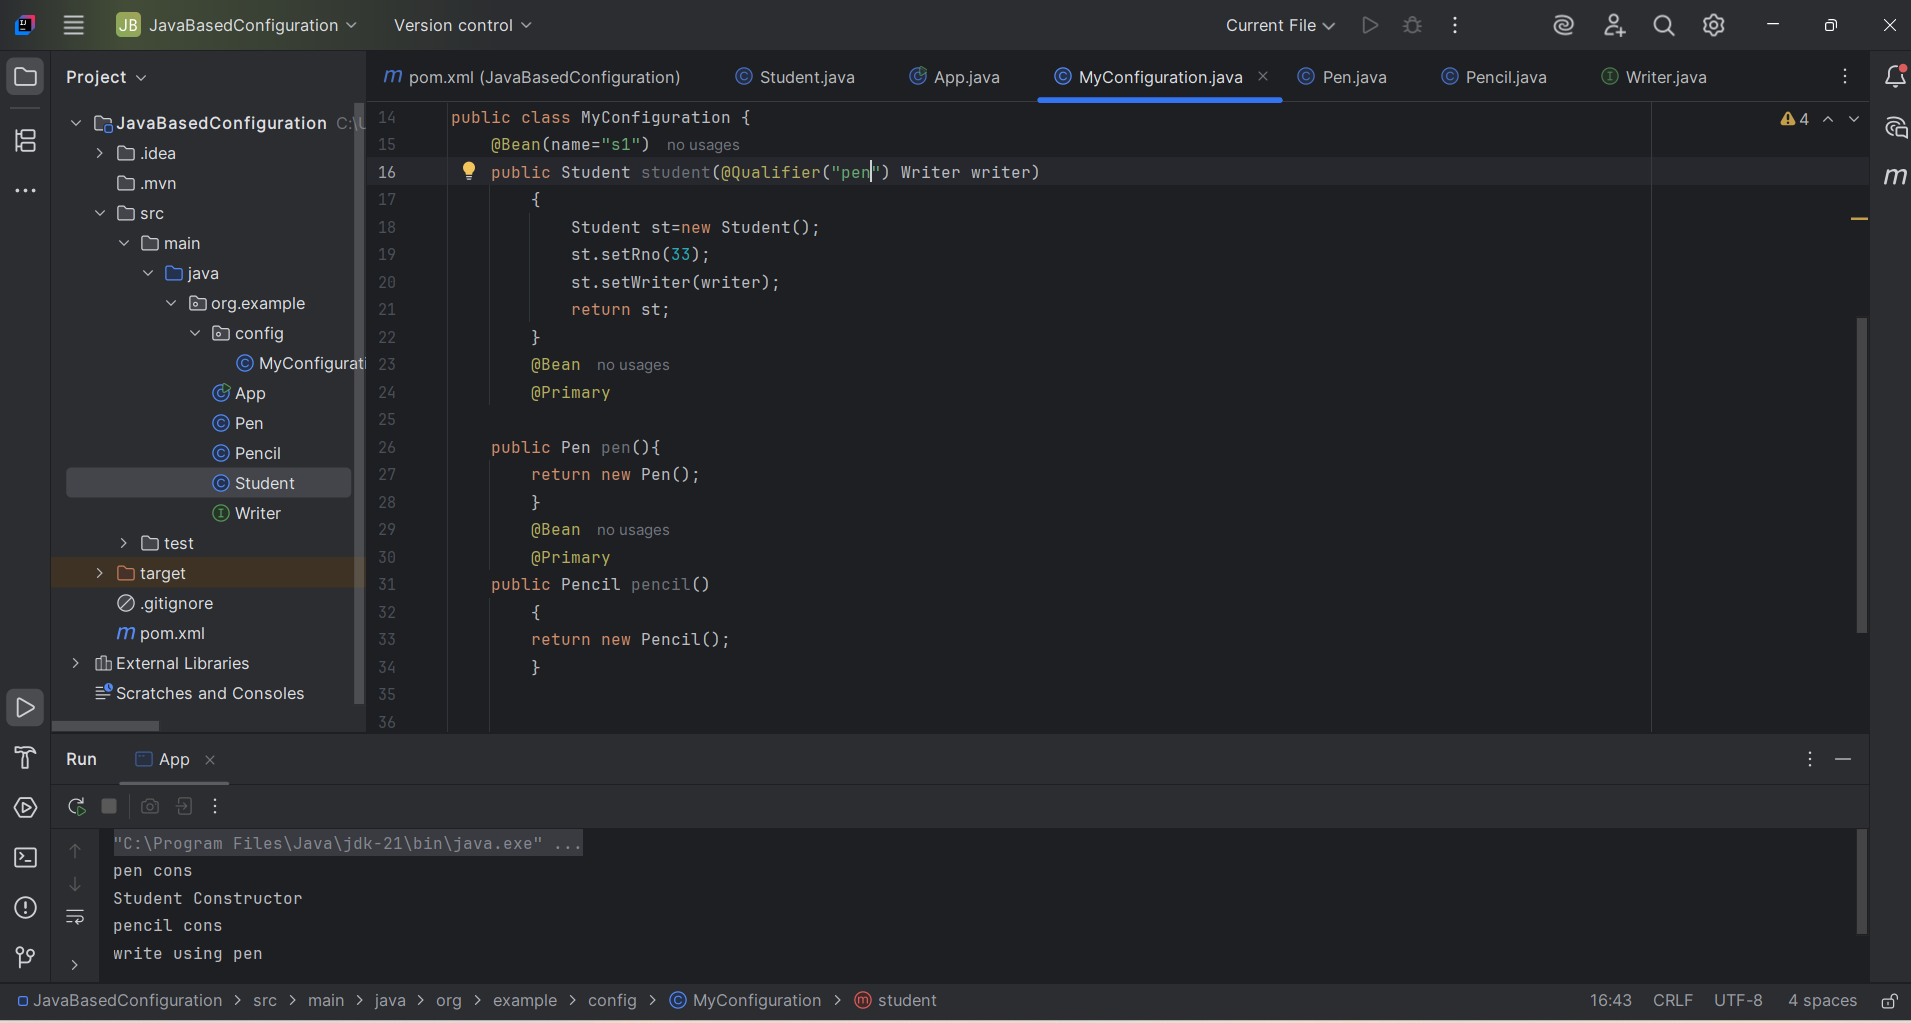 JB JavaBasedConfiguration Version control Current File
Project
pom.xml (JavaBasedConfiguration) Student.java App.java MyConfiguration.java Pen.java Pencil.java Writer.java
JavaBasedConfiguration C:\U
.idea
.mvn
src
main
java
org.example
config
MyConfigurati
App
Pen
Pencil
Student
Writer
test
target
.gitignore
pom.xml
External Libraries
Scratches and Consoles
4
14 public class MyConfiguration {
15 @Bean(name="s1") no usages
16 public Student student(@Qualifier("pen") Writer writer)
17 {
18 Student st=new Student();
19 st.setRno(33);
20 st.setWriter(writer);
21 return st;
22 }
23 @Bean no usages
24 @Primary
25
26 public Pen pen(){
27 return new Pen();
28 }
29 @Bean no usages
30 @Primary
31 public Pencil pencil()
32 {
33 return new Pencil();
34 }
35
36
Run App
"C:\Program Files\Java\jdk-21\bin\java.exe" ...
pen cons
Student Constructor
pencil cons
write using pen
JavaBasedConfiguration > src > main > java > org > example > config > MyConfiguration > student 16:43 CRLF UTF-8 4 spaces